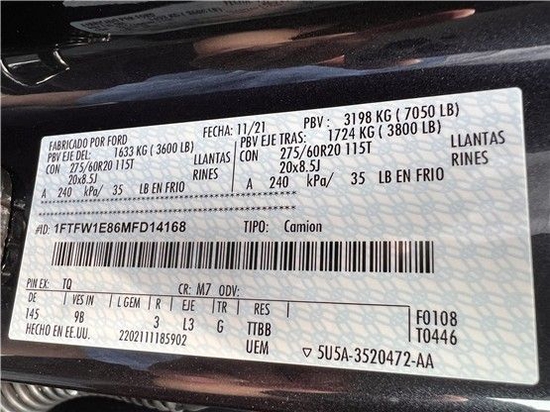 FABRICADO POR FORD FECHA: 11/21 PBV : 3198 KG ( 7050 LB)
PBV EJE DEL: 1633 KG ( 3600 LB) PBV EJE TRAS: 1724 KG ( 3800 LB)
CON 275/60R20 115T LLANTAS CON 275/60R20 115T LLANTAS
20x8.5J RINES 20x8.5J RINES
A 240 kPa/ 35 LB EN FRIO A 240 kPa/ 35 LB EN FRIO
#ID: 1FTFW1E86MFD14168 TIPO: Camion
PIN EX: TQ CR: M7 ODV:
DE VES IN L GEM R EJE TR RES F0108
145 9B 3 L3 G TTBB T0446
HECHO EN EE.UU. 2202111185902 UEM ▽ 5U5A-3520472-AA